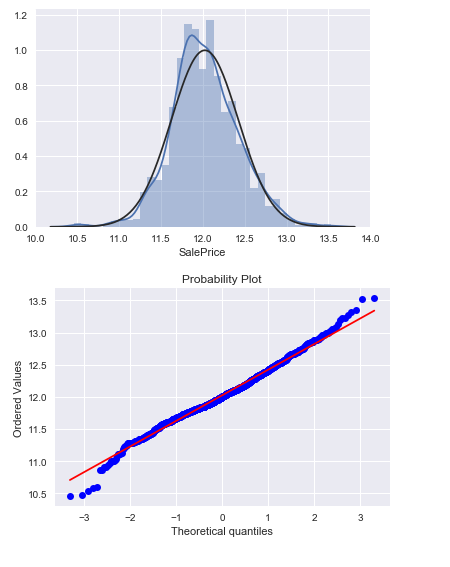 1.2
1.0
0.8
0.6
0.4
0.2
0.0
10.0 10.5 11.0 11.5 12.0 12.5 13.0 13.5 14.0
SalePrice
Probability Plot
13.5
13.0
12.5
12.0
11.5
11.0
10.5
Ordered Values
−3 −2 −1 0 1 2 3
Theoretical quantiles